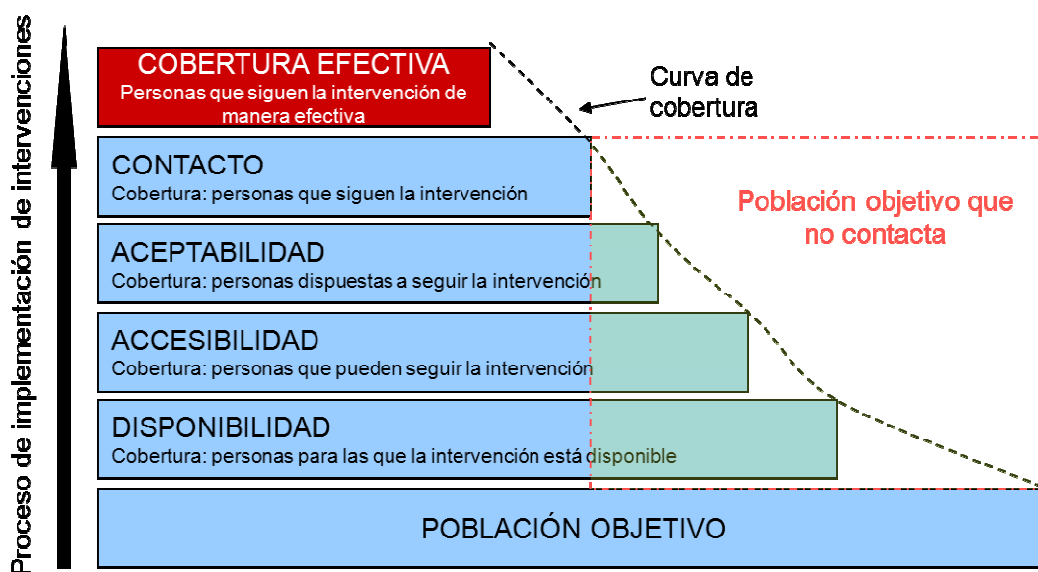 Proceso de implementación de intervenciones
COBERTURA EFECTIVA
Personas que siguen la intervención de
manera efectiva
Curva de
cobertura
CONTACTO
Cobertura: personas que siguen la intervención
Población objetivo que
no contacta
ACEPTABILIDAD
Cobertura: personas dispuestas a seguir la intervención
ACCESIBILIDAD
Cobertura: personas que pueden seguir la intervención
DISPONIBILIDAD
Cobertura: personas para las que la intervención está disponible
POBLACIÓN OBJETIVO